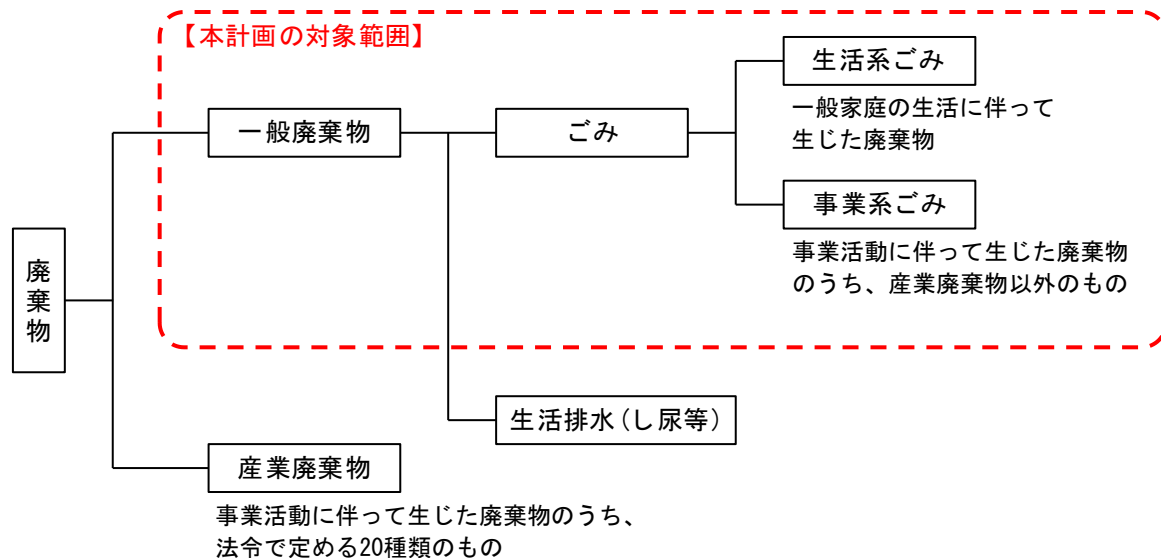 【本計画の対象範囲】
生活系ごみ
一般家庭の生活に伴って
生じた廃棄物
一般廃棄物
ごみ
事業系ごみ
事業活動に伴って生じた廃棄物
のうち、産業廃棄物以外のもの
廃棄物
生活排水(し尿等)
産業廃棄物
事業活動に伴って生じた廃棄物のうち、
法令で定める20種類のもの